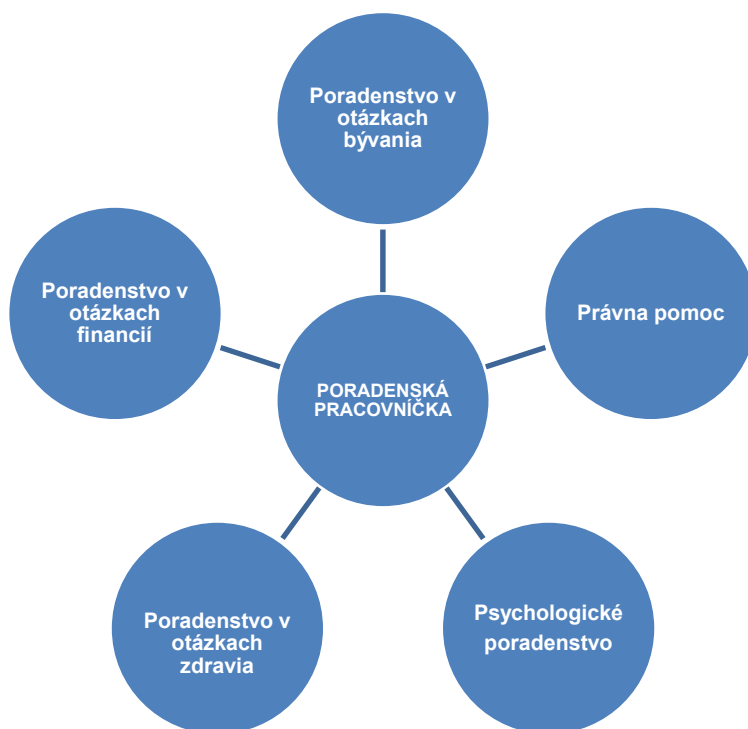 Poradenstvo v
otázkach
bývania
Poradenstvo v
otázkach
financií
Právna pomoc
PORADENSKÁ
PRACOVNÍČKA
Poradenstvo v
otázkach
zdravia
Psychologické
poradenstvo